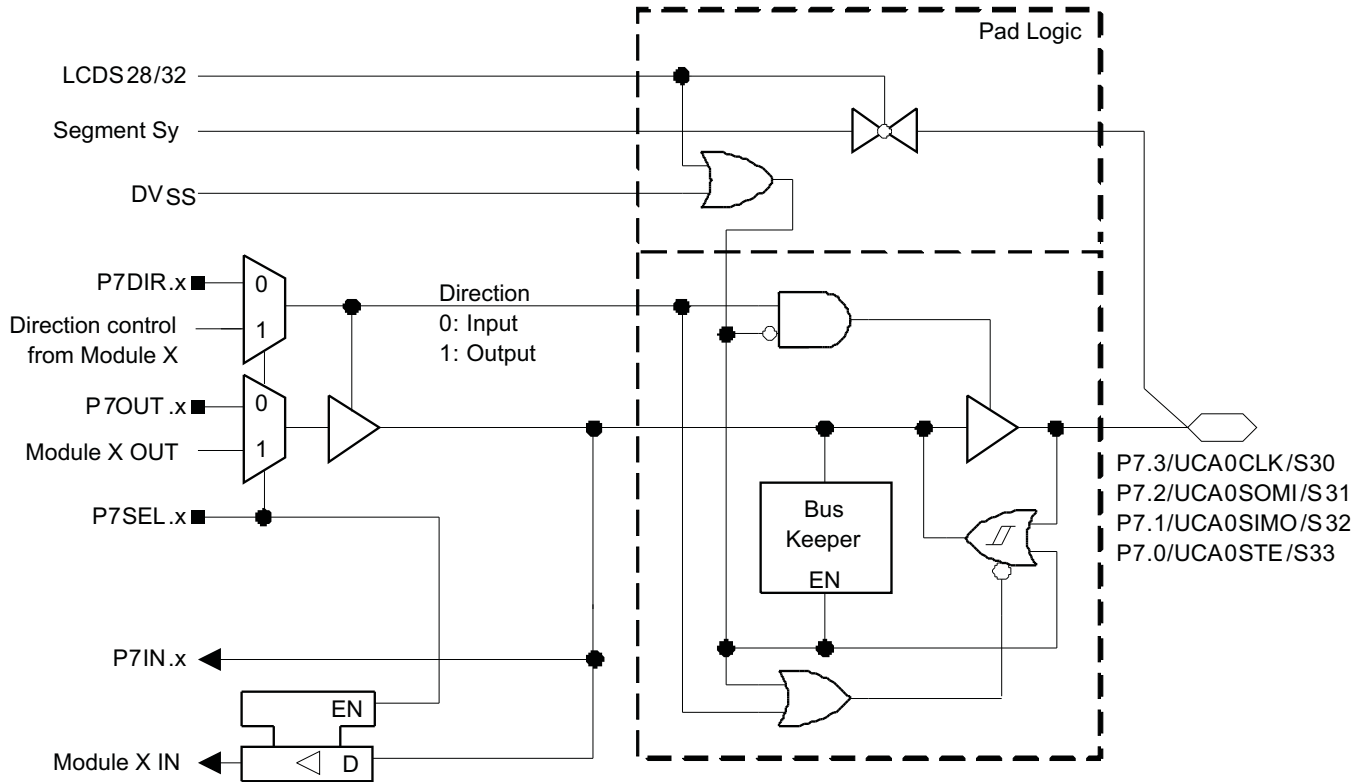 Pad Logic
LCDS28/32
Segment Sy
DVSS
P7DIR.x
0
1
Direction control
from Module X
Direction
0: Input
1: Output
P7OUT.x
0
1
Module X OUT
P7SEL.x
Bus
Keeper
EN
P7.3/UCA0CLK/S30
P7.2/UCA0SOMI/S31
P7.1/UCA0SIMO/S32
P7.0/UCA0STE/S33
P7IN.x
EN
Module X IN
D